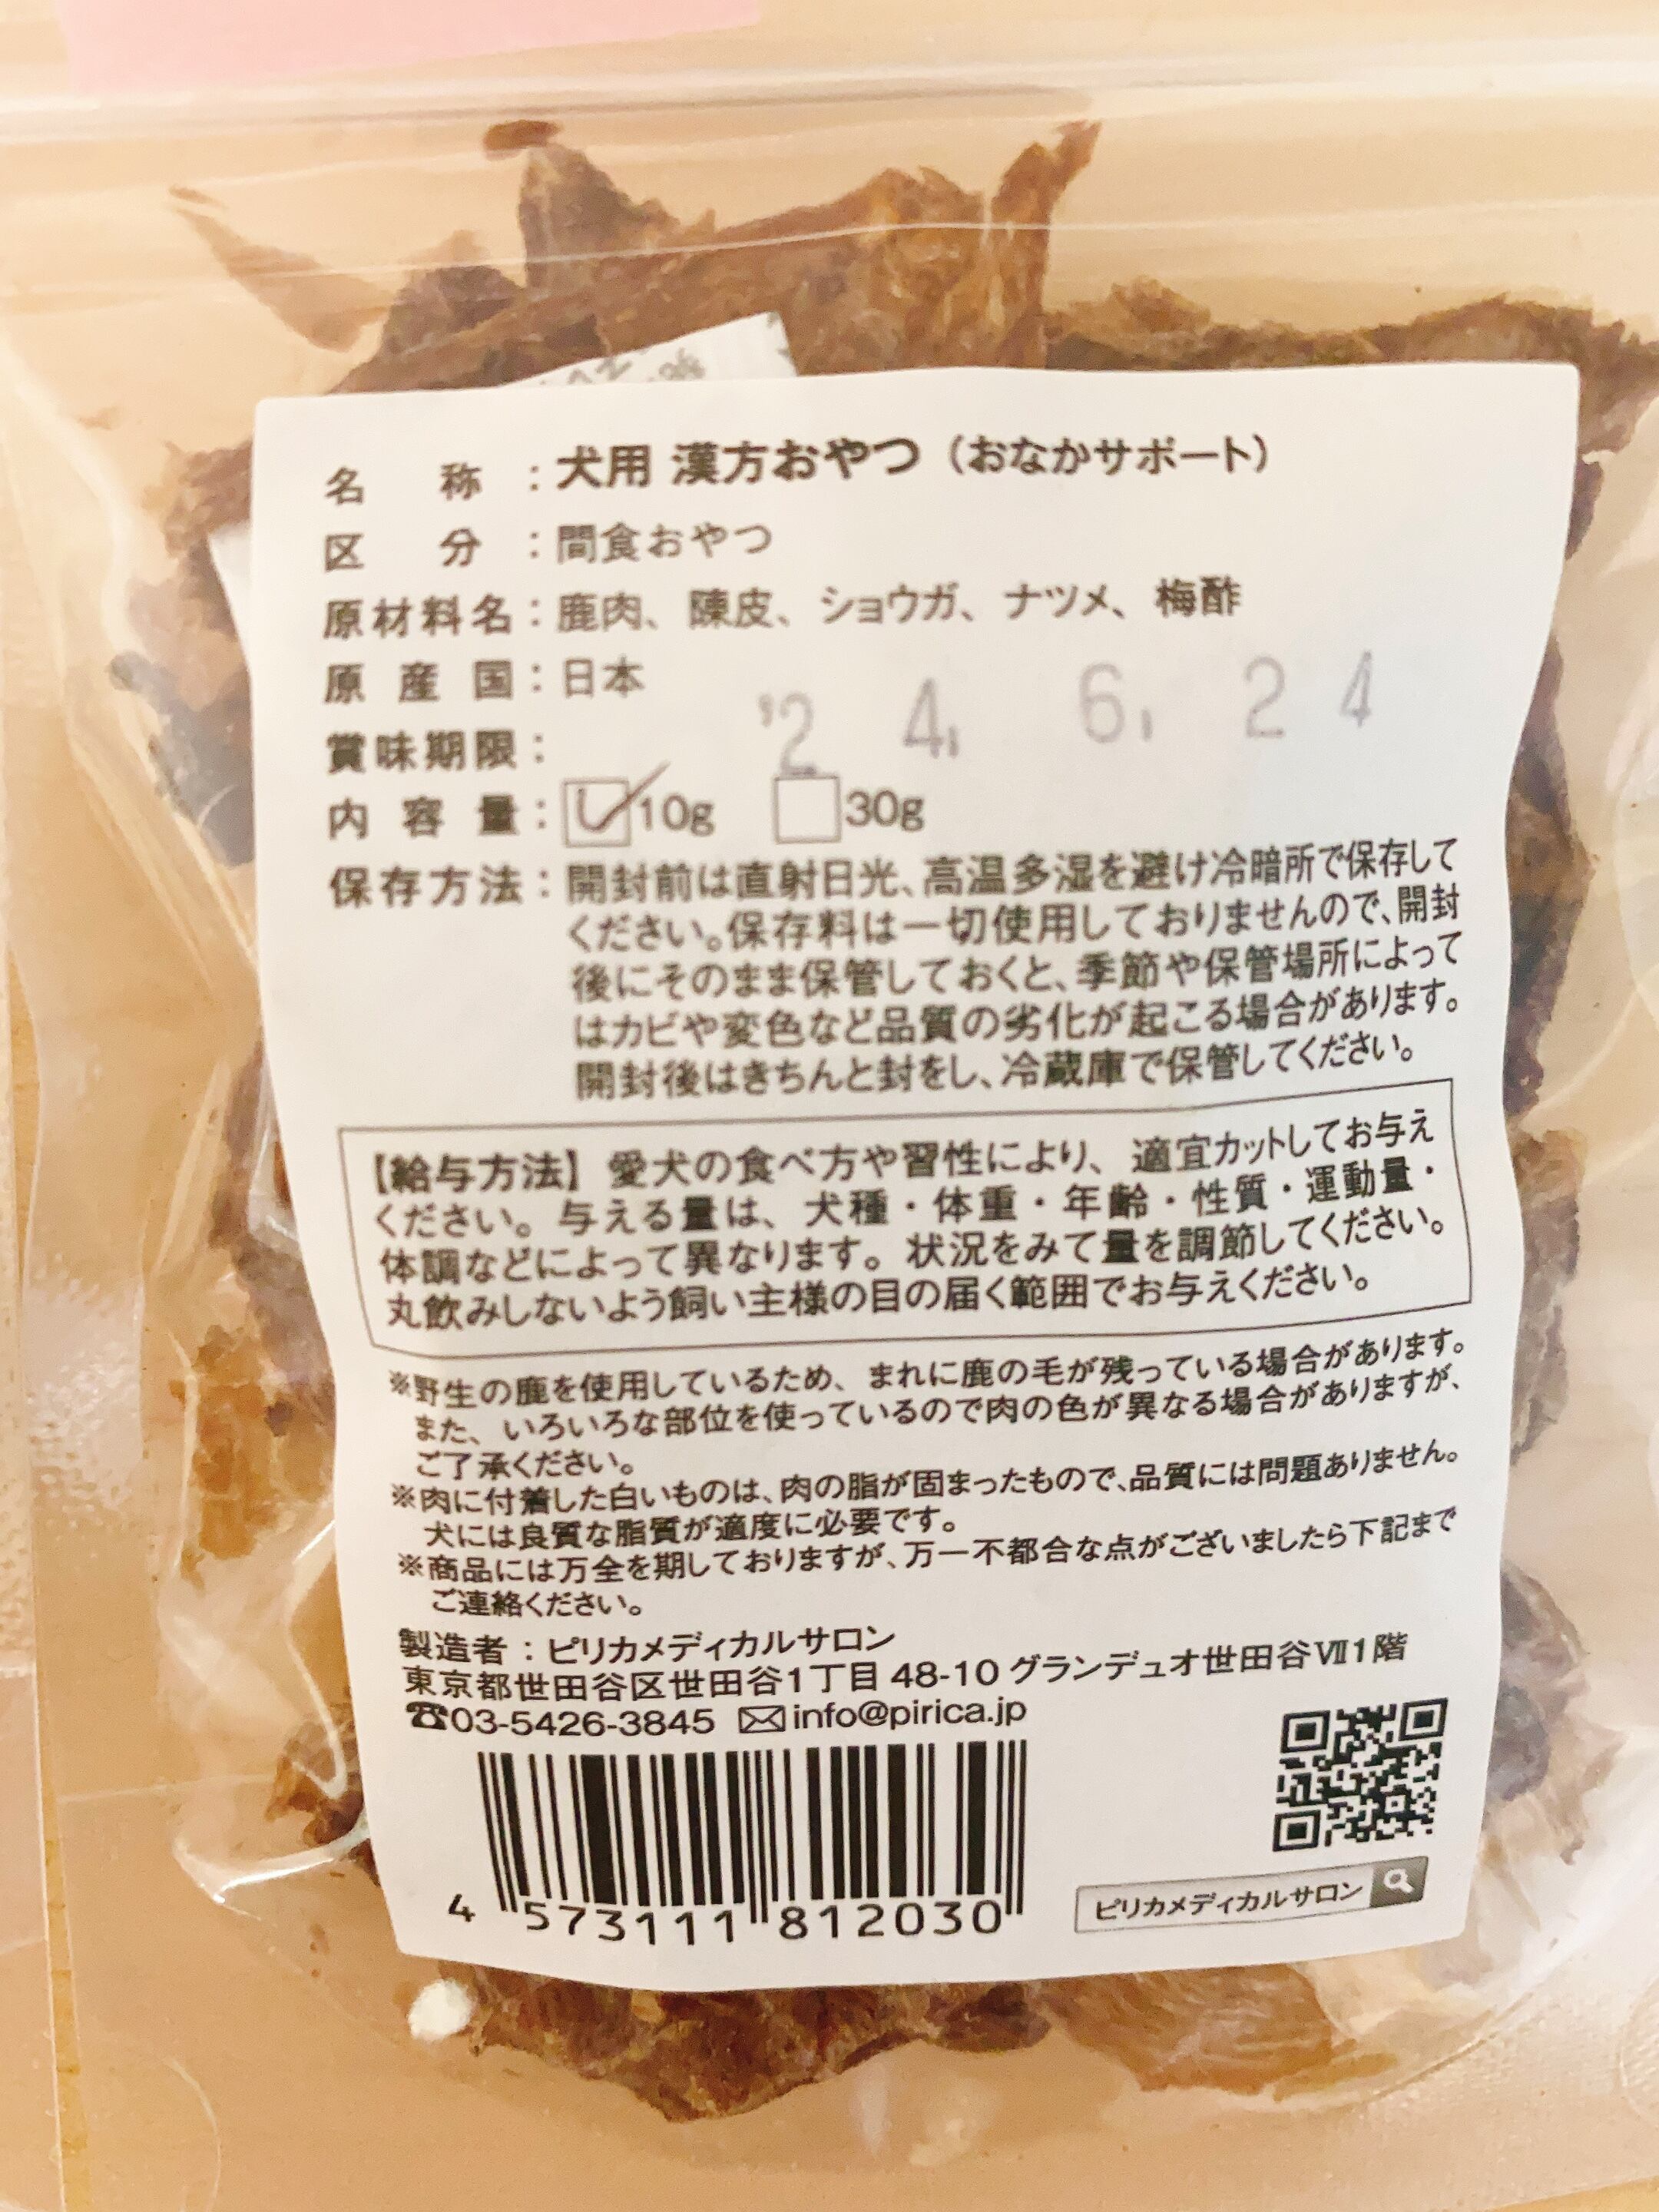 名称：犬用 漢方おやつ（おなかサポート）
区分：間食おやつ
原材料名：鹿肉、陳皮、ショウガ、ナツメ、梅酢
原産国：日本
賞味期限： '24. 6. 24
内容量：☑10g □30g
保存方法：開封前は直射日光、高温多湿を避け冷暗所で保存して
ください。保存料は一切使用しておりませんので、開封
後にそのまま保管しておくと、季節や保管場所によって
はカビや変色など品質の劣化が起こる場合があります。
開封後はきちんと封をし、冷蔵庫で保管してください。
【給与方法】愛犬の食べ方や習性により、適宜カットしてお与え
ください。与える量は、犬種・体重・年齢・性質・運動量・
体調などによって異なります。状況をみて量を調節してください。
丸飲みしないよう飼い主様の目の届く範囲でお与えください。
※野生の鹿を使用しているため、まれに鹿の毛が残っている場合があります。
また、いろいろな部位を使っているので肉の色が異なる場合がありますが、
ご了承ください。
※肉に付着した白いものは、肉の脂が固まったもので、品質には問題ありません。
犬には良質な脂質が適度に必要です。
※商品には万全を期しておりますが、万一不都合な点がございましたら下記まで
ご連絡ください。
製造者：ピリカメディカルサロン
東京都世田谷区世田谷1丁目 48-10 グランデュオ世田谷Ⅶ1階
☎03-5426-3845 ✉info@pirica.jp
4 573111 812030
ピリカメディカルサロン